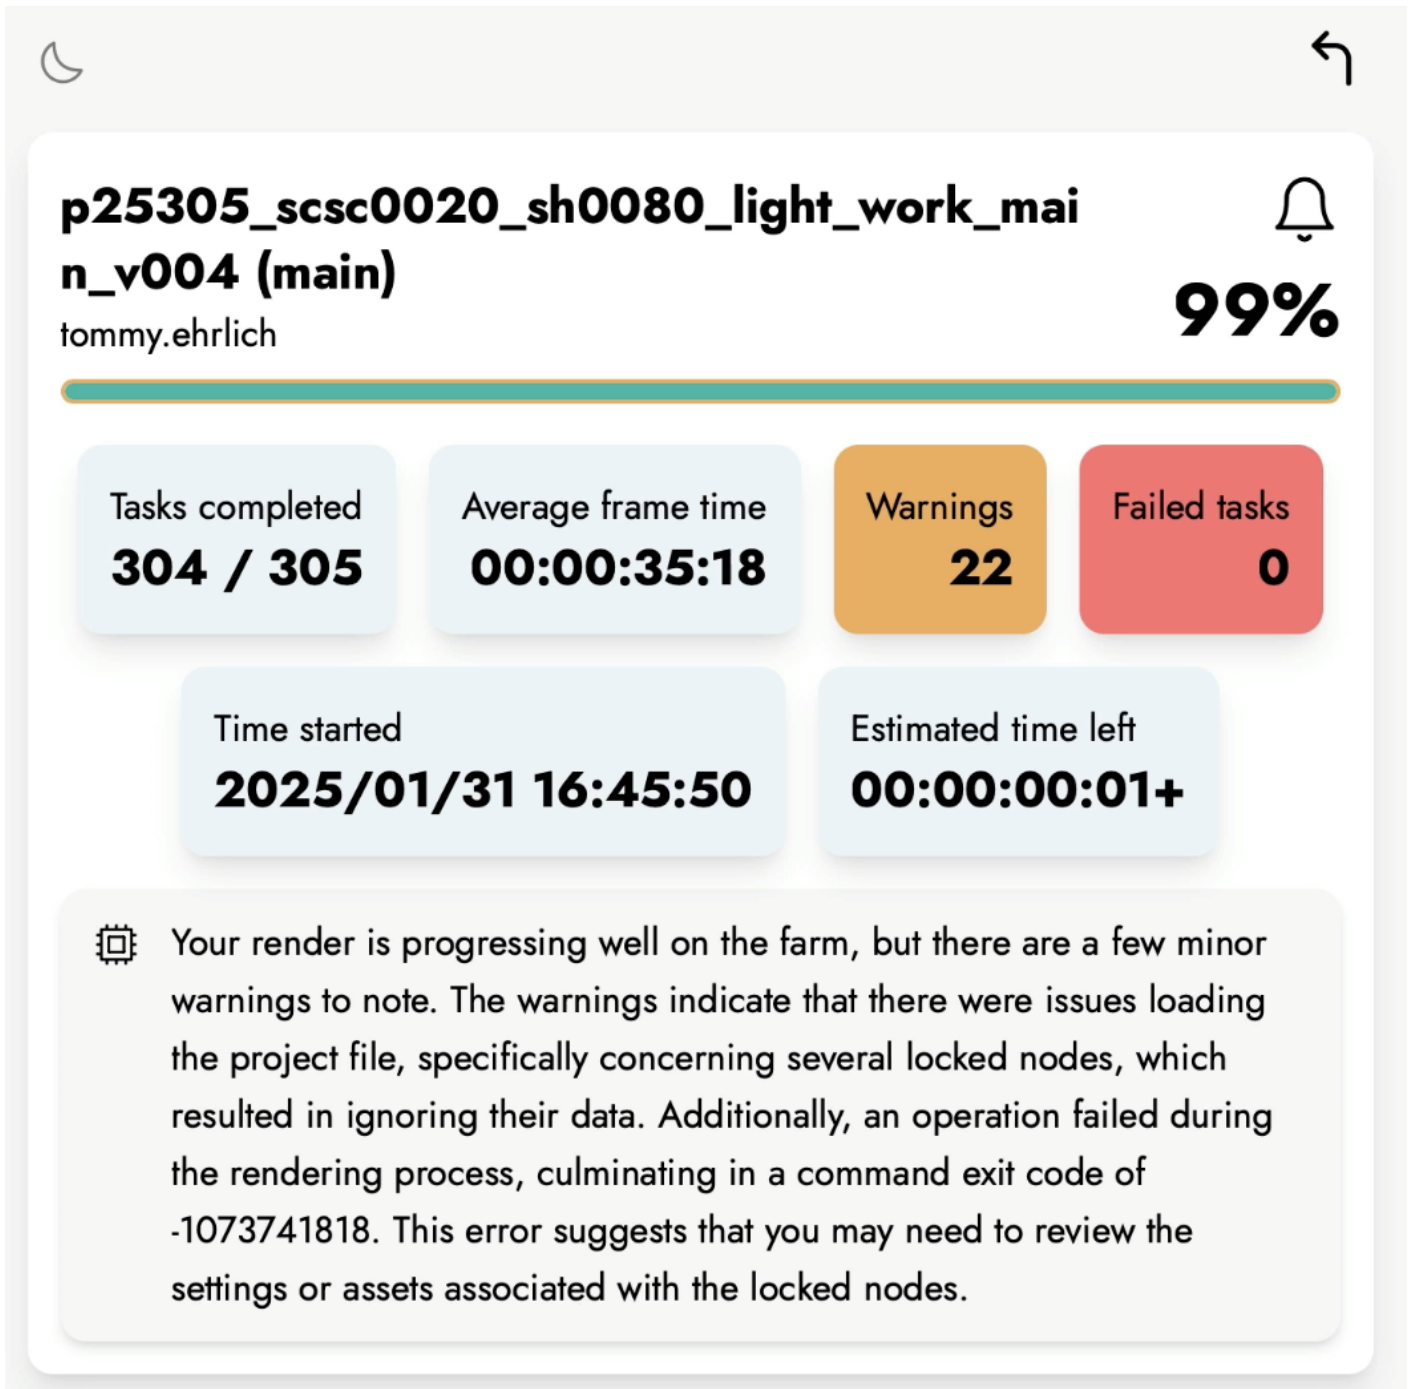 p25305_scsc0020_sh0080_light_work_mai
n_v004 (main)
tommy.ehrlich
99%
Tasks completed
304 / 305
Average frame time
00:00:35:18
Warnings
22
Failed tasks
0
Time started
2025/01/31 16:45:50
Estimated time left
00:00:00:01+
Your render is progressing well on the farm, but there are a few minor
warnings to note. The warnings indicate that there were issues loading
the project file, specifically concerning several locked nodes, which
resulted in ignoring their data. Additionally, an operation failed during
the rendering process, culminating in a command exit code of
-1073741818. This error suggests that you may need to review the
settings or assets associated with the locked nodes.